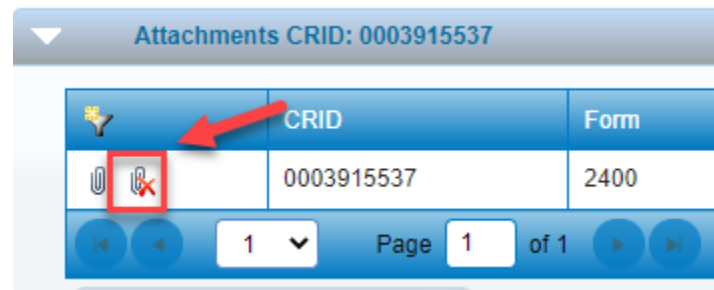 Attachments CRID: 0003915537
CRID Form
0003915537 2400
1 Page 1 of 1